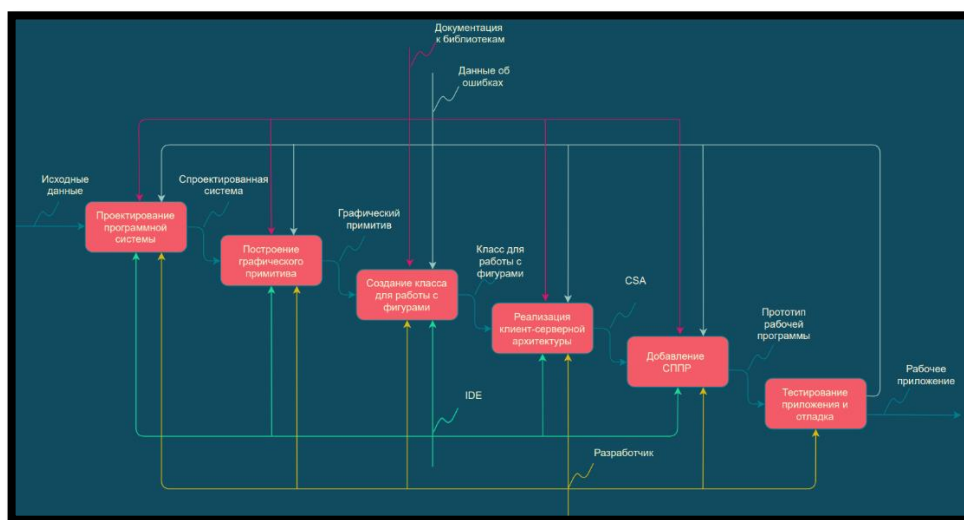 Документация
к библиотекам
Данные об
ошибках
Исходные
данные
Спроектированная
система
Проектирование
программной
системы
Графический
примитив
Построение
графического
примитива
Класс для
работы с
фигурами
Создание класса
для работы с
фигурами
CSA
Реализация
клиент-серверной
архитектуры
Прототип
рабочей
программы
Добавление
СППР
Рабочее
приложение
Тестирование
приложения и
отладка
IDE
Разработчик